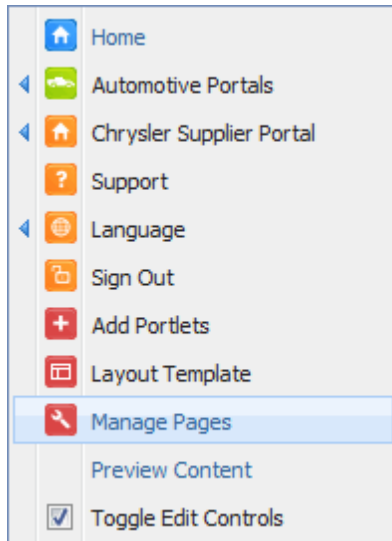 Home
Automotive Portals
Chrysler Supplier Portal
Support
Language
Sign Out
Add Portlets
Layout Template
Manage Pages
Preview Content
Toggle Edit Controls